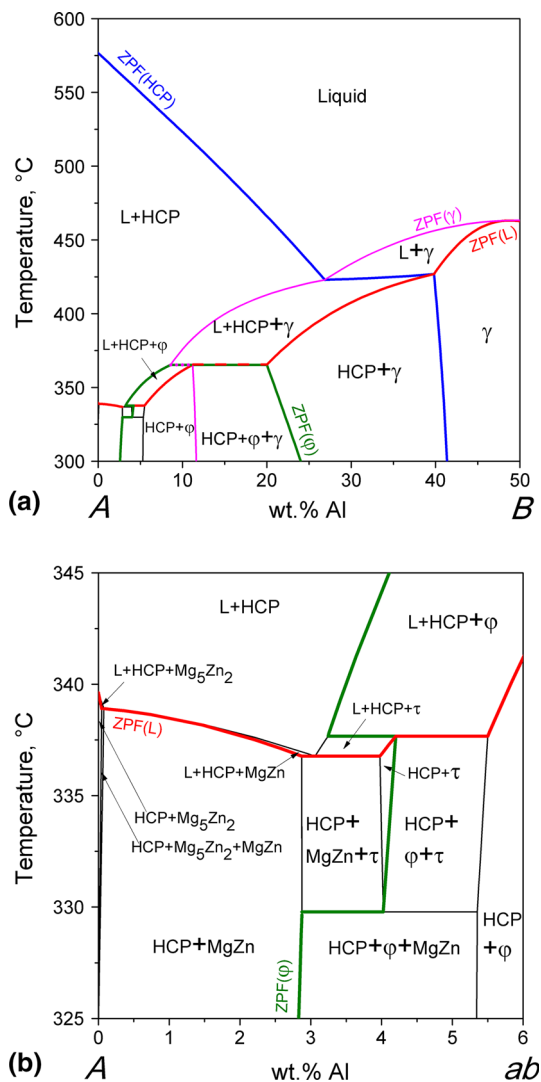 600
550
500
450
400
350
300
Temperature, °C
ZPF(HCP)
Liquid
L+HCP
ZPF(γ)
L+γ
ZPF(L)
L+HCP+γ
L+HCP+φ
HCP+γ
γ
HCP+φ
HCP+φ+γ
ZPF(φ)
0 10 20 30 40 50
(a) A wt.% Al B
345
340
335
330
325
Temperature, °C
L+HCP
L+HCP+φ
L+HCP+Mg5Zn2
ZPF(L)
L+HCP+τ
L+HCP+MgZn
HCP+τ
HCP+Mg5Zn2
HCP+Mg5Zn2+MgZn
HCP+
MgZn+τ
HCP+
φ+τ
HCP+MgZn
ZPF(φ)
HCP+φ+MgZn
HCP
+φ
0 1 2 3 4 5 6
(b) A wt.% Al ab